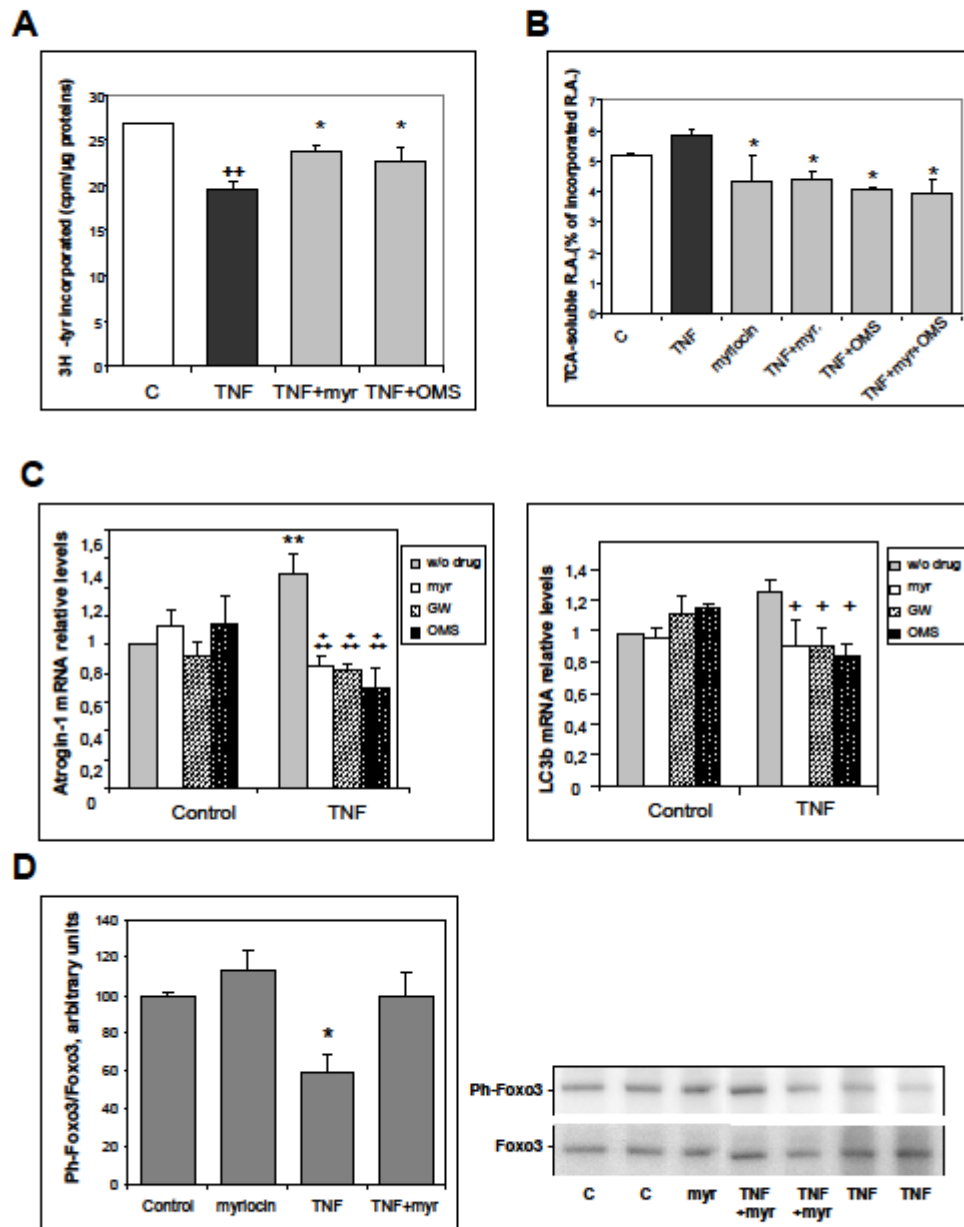 A
3H -tyr incorporated (cpm/µg proteins)
30
25
20
15
10
5
0
++
*
*
C TNF TNF+myr TNF+OMS
B
TCA-soluble R.A.(% of incorporated R.A.)
7
6
5
4
3
2
1
0
*
*
*
*
C
TNF
myriocin
TNF+myr.
TNF+OMS
TNF+myr+OMS
C
Atrogin-1 mRNA relative levels
1,6
1,4
1,2
1
0,8
0,6
0,4
0,2
0
**
+ + +
++ ++ ++
w/o drug
myr
GW
OMS
Control TNF
LC3b mRNA relative levels
1,4
1,2
1
0,8
0,6
0,4
0,2
0
+ + +
w/o drug
myr
GW
OMS
Control TNF
D
Ph-Foxo3/Foxo3, arbitrary units
140
120
100
80
60
40
20
0
*
Control myriocin TNF TNF+myr
Ph-Foxo3 -
Foxo3 -
C C myr TNF TNF TNF TNF
+myr +myr